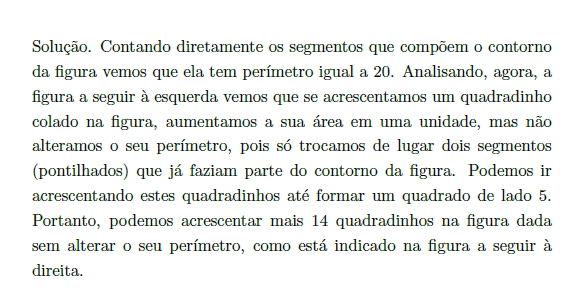 Solução. Contando diretamente os segmentos que compõem o contorno
da figura vemos que ela tem perímetro igual a 20. Analisando, agora, a
figura a seguir à esquerda vemos que se acrescentamos um quadradinho
colado na figura, aumentamos a sua área em uma unidade, mas não
alteramos o seu perímetro, pois só trocamos de lugar dois segmentos
(pontilhados) que já faziam parte do contorno da figura. Podemos ir
acrescentando estes quadradinhos até formar um quadrado de lado 5.
Portanto, podemos acrescentar mais 14 quadradinhos na figura dada
sem alterar o seu perímetro, como está indicado na figura a seguir à
direita.